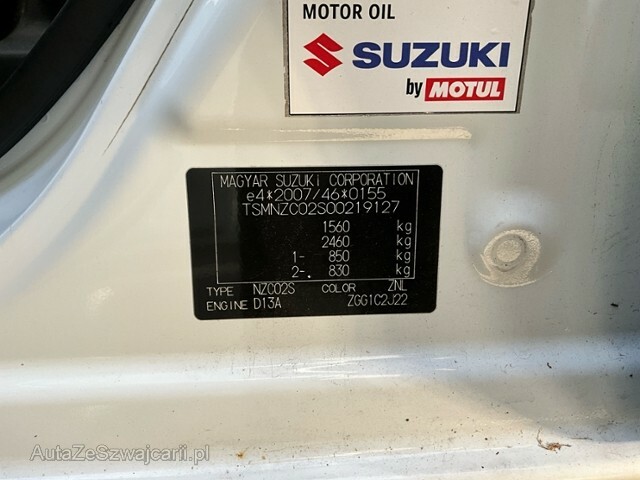 MOTOR OIL
SUZUKI
by MOTUL
MAGYAR SUZUKI CORPORATION
e4*2007/46*0155
TSMNZC02S00219127
1560 kg
2460 kg
1- 850 kg
2-. 830 kg
TYPE NZC02S COLOR ZNL
ENGINE D13A ZGG1C2J22
AutaZeSzwajcarii.pl